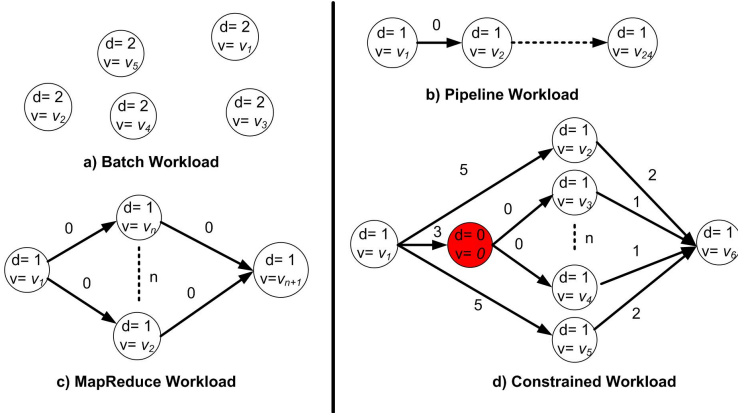 d= 2
v= v₁
d= 2
v= v₅
d= 2
v= v₂
d= 2
v= v₄
d= 2
v= v₃
a) Batch Workload
0
d= 1
v= v₁
d= 1
v= v₂
d= 1
v= v₂₄
b) Pipeline Workload
d= 1
v= v₁
0
0
d= 1
v= vₙ
n
d= 1
v= v₂
0
0
d= 1
v=vₙ₊₁
c) MapReduce Workload
d= 1
v= v₁
5
3
5
d= 0
v= 0
0
0
d= 1
v= v₂
d= 1
v= v₃
n
d= 1
v= v₄
d= 1
v= v₅
2
1
1
2
d= 1
v= v₆
d) Constrained Workload